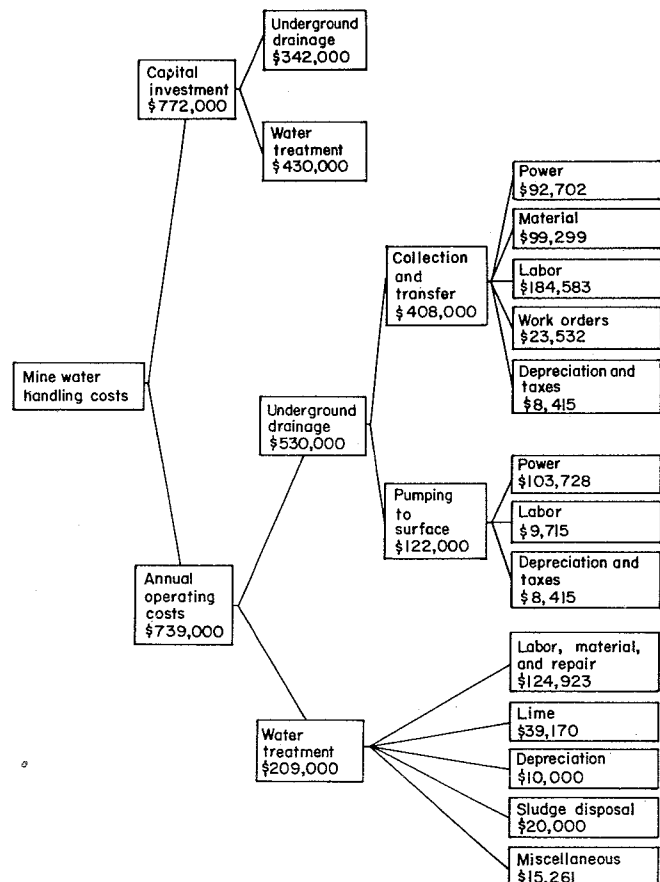 Underground
drainage
$342,000
Capital
investment
$772,000
Water
treatment
$430,000
Power
$92,702
Material
$99,299
Collection
and
transfer
$408,000
Labor
$184,583
Work orders
$23,532
Depreciation and
taxes
$8,415
Mine water
handling costs
Underground
drainage
$530,000
Power
$103,728
Pumping
to
surface
$122,000
Labor
$9,715
Depreciation and
taxes
$8,415
Annual
operating
costs
$739,000
Labor, material,
and repair
$124,923
Water
treatment
$209,000
Lime
$39,170
Depreciation
$10,000
Sludge disposal
$20,000
Miscellaneous
$15,261